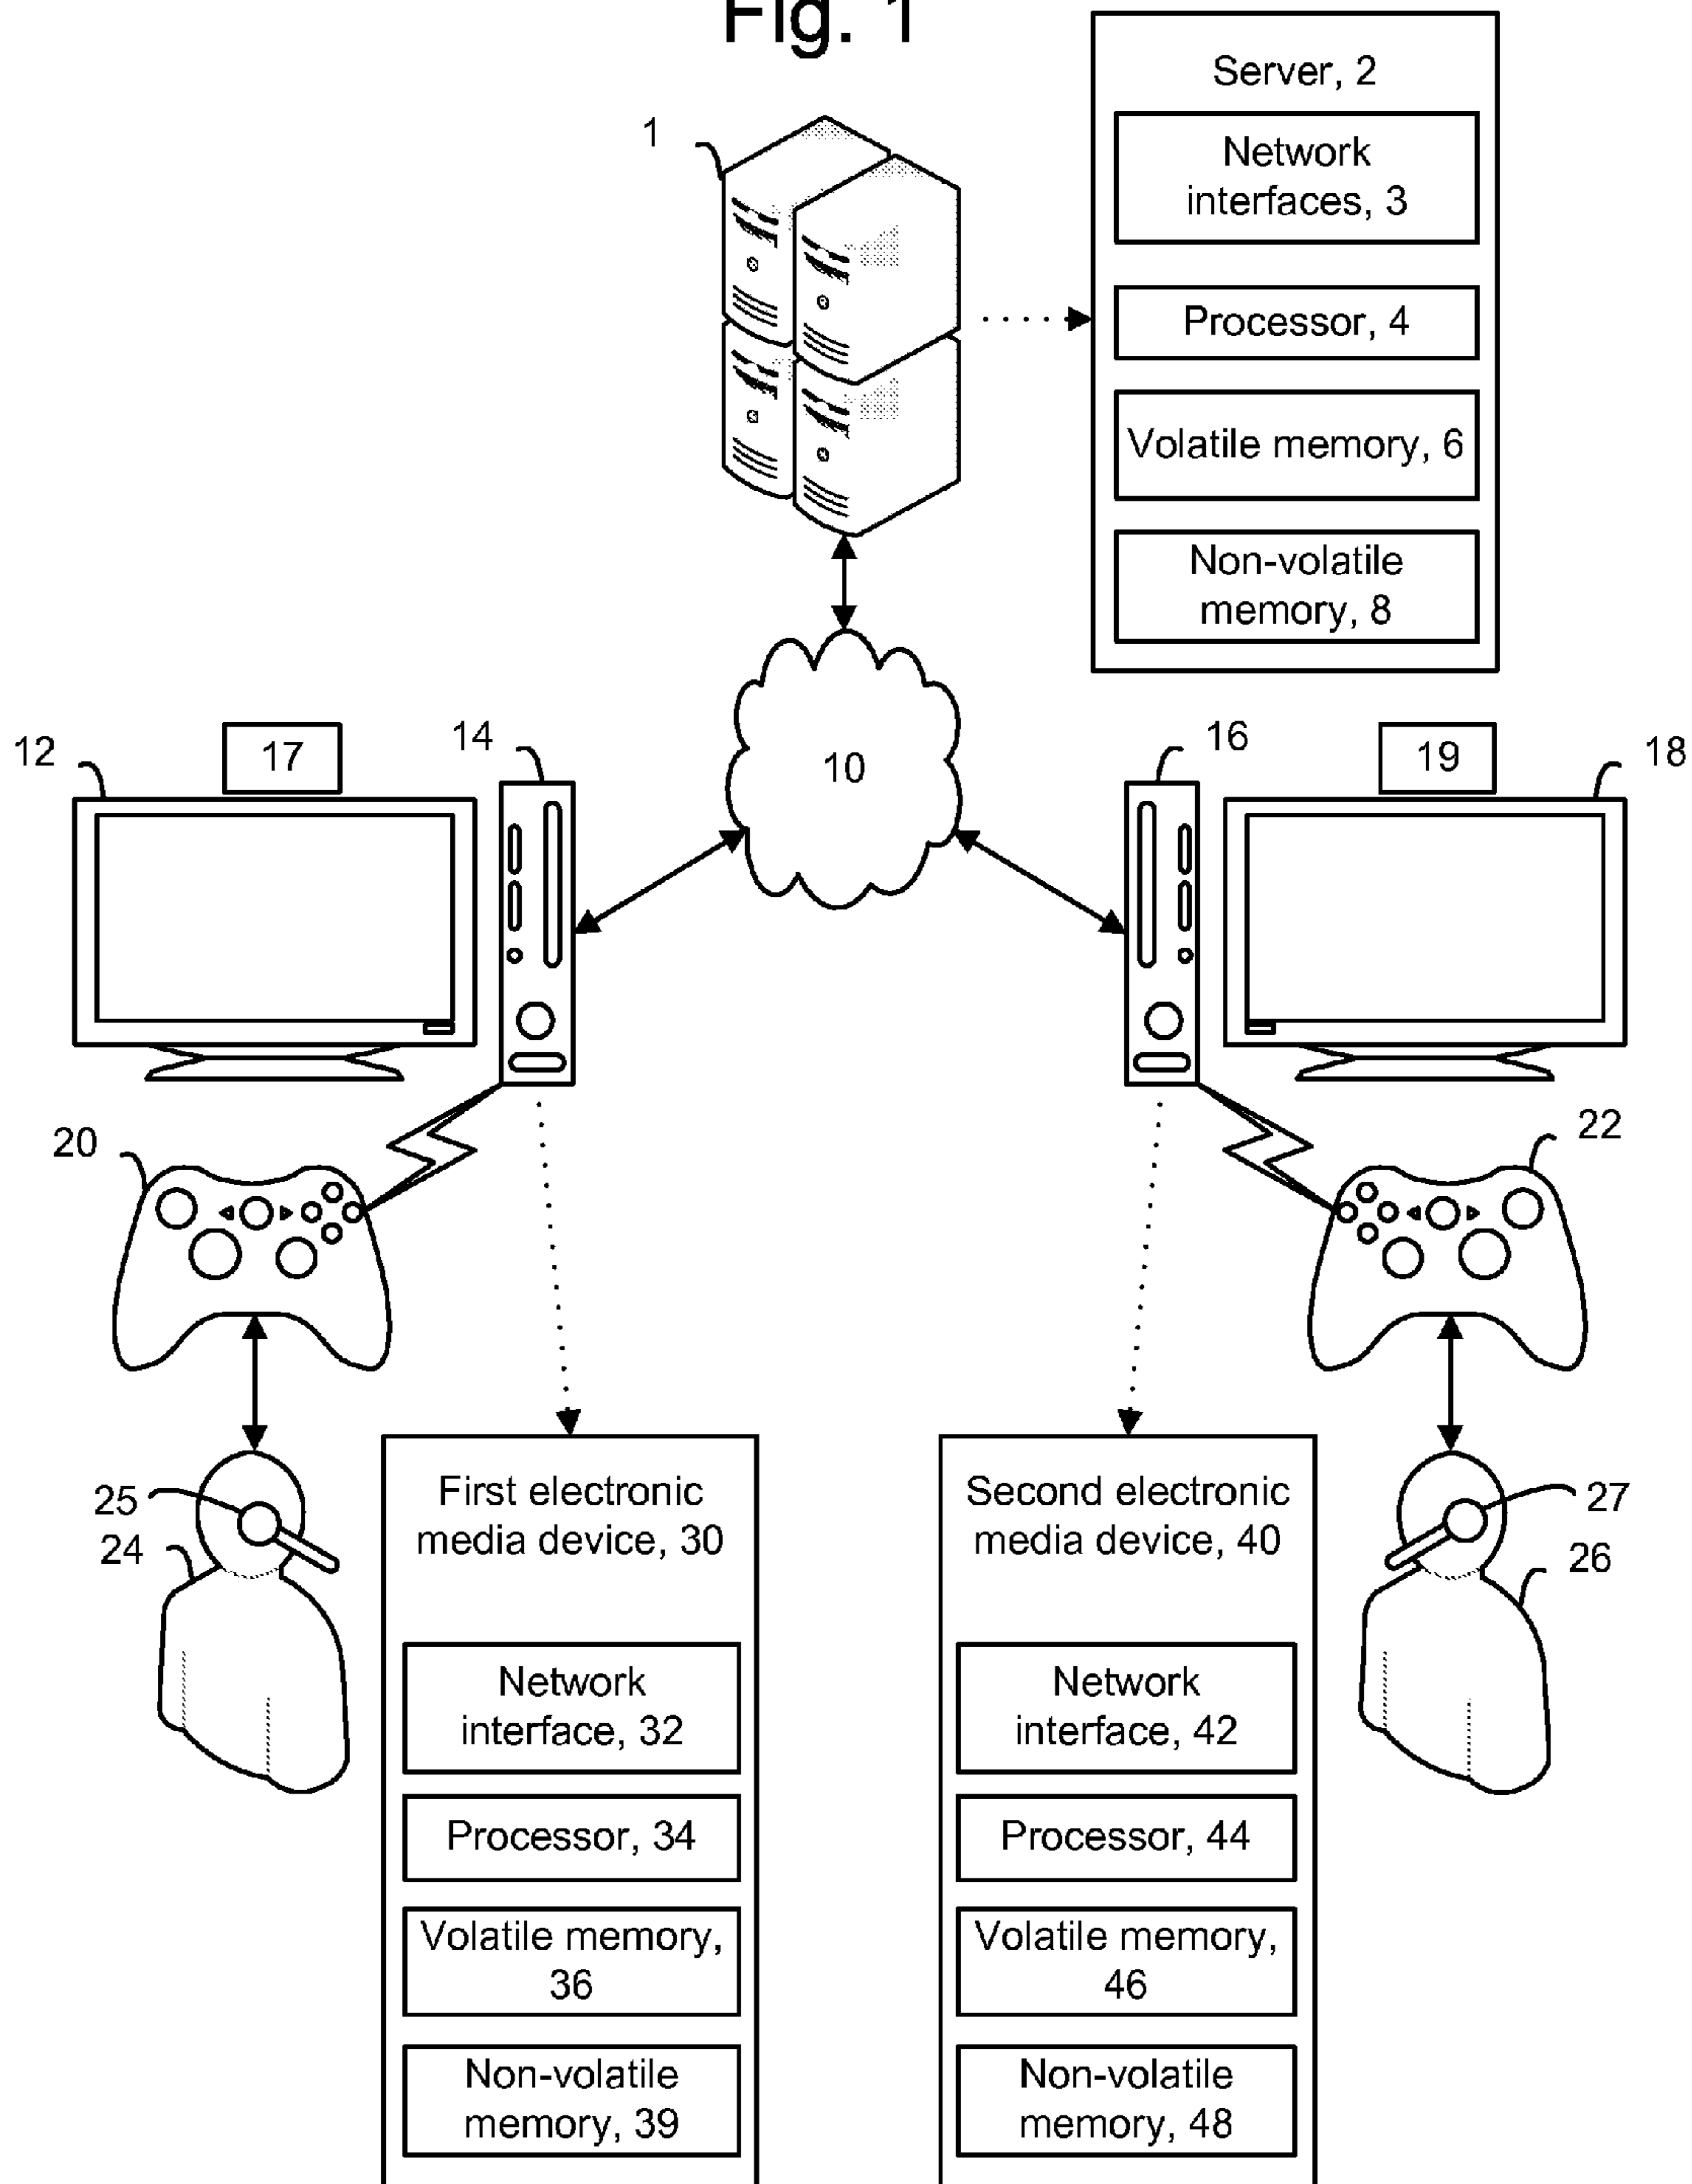 Fig. 1
Server, 2
1
Network
interfaces, 3
Processor, 4
Volatile memory, 6
Non-volatile
memory, 8
12
17
14
10
16
19
18
20
22
25
24
First electronic
media device, 30
Second electronic
media device, 40
27
26
Network
interface, 32
Network
interface, 42
Processor, 34
Processor, 44
Volatile memory,
36
Volatile memory,
46
Non-volatile
memory, 39
Non-volatile
memory, 48